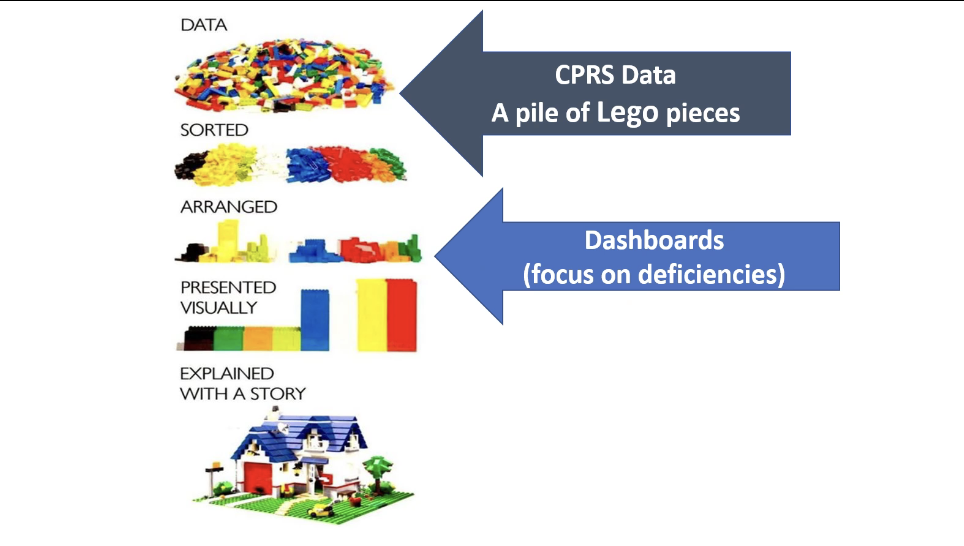 DATA
CPRS Data
A pile of Lego pieces
SORTED
ARRANGED
Dashboards
(focus on deficiencies)
PRESENTED
VISUALLY
EXPLAINED
WITH A STORY